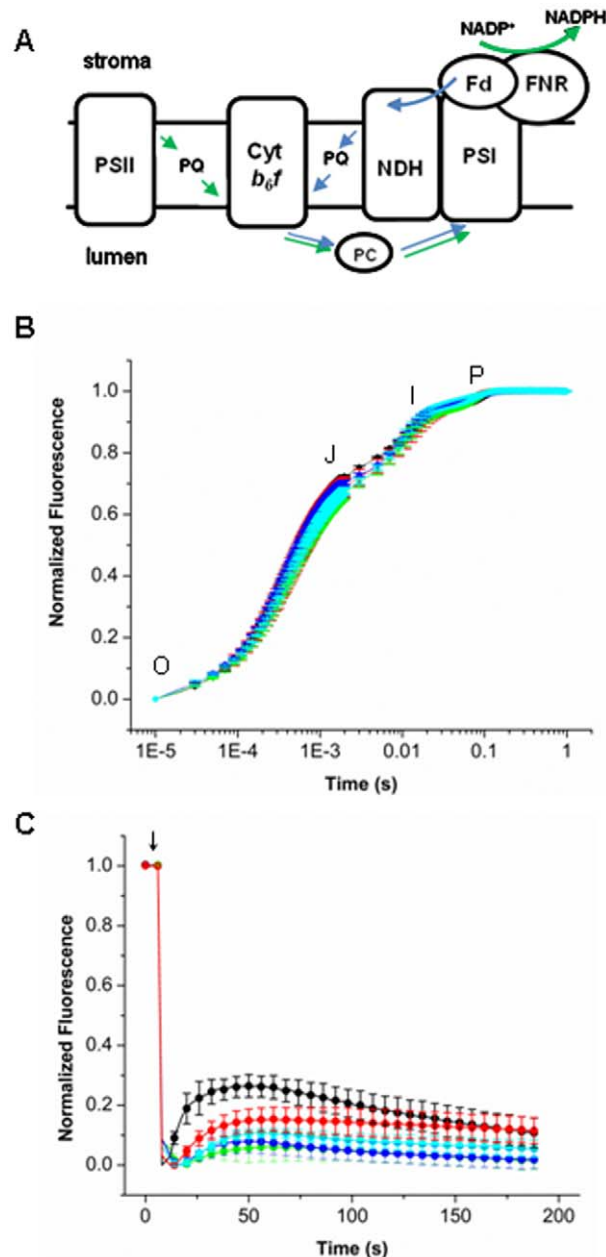 A
NADP+ NADPH
stroma
Fd FNR
PSII PQ Cyt b6f PQ NDH PSI
lumen
PC
B
Normalized Fluorescence
1.0
0.8
0.6
0.4
0.2
0.0
O
J
I
P
1E-5 1E-4 1E-3 0.01 0.1 1
Time (s)
C
Normalized Fluorescence
1.0
0.8
0.6
0.4
0.2
0.0
0 50 100 150 200
Time (s)